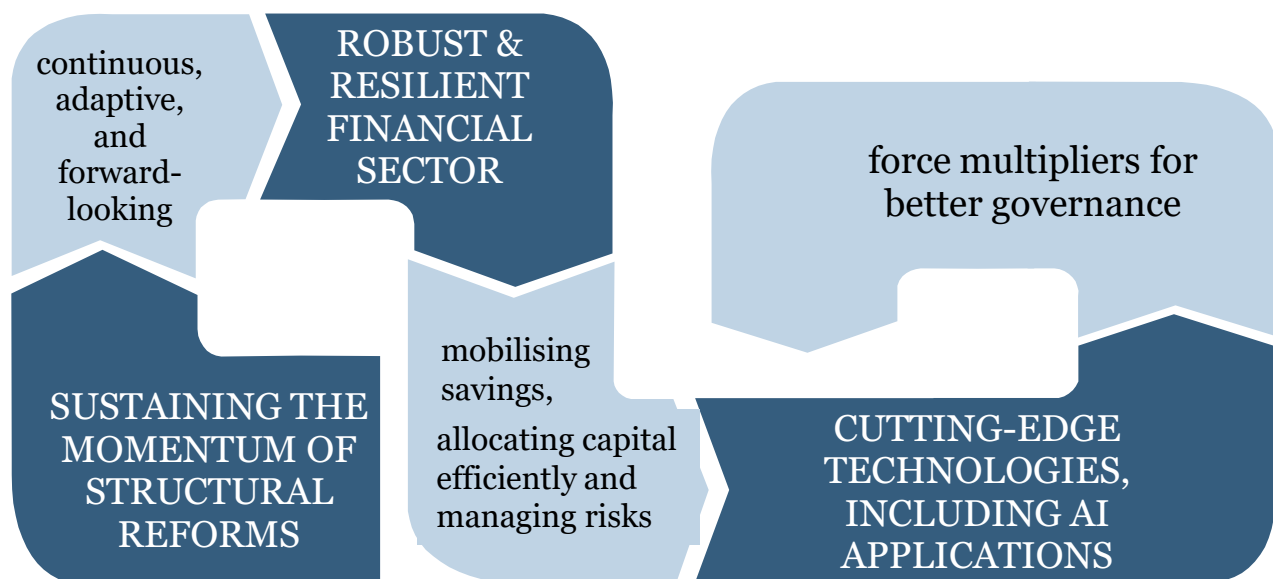 SUSTAINING THE
MOMENTUM OF
STRUCTURAL
REFORMS
continuous,
adaptive,
and
forward-
looking
ROBUST &
RESILIENT
FINANCIAL
SECTOR
mobilising
savings,
allocating capital
efficiently and
managing risks
CUTTING-EDGE
TECHNOLOGIES,
INCLUDING AI
APPLICATIONS
force multipliers for
better governance